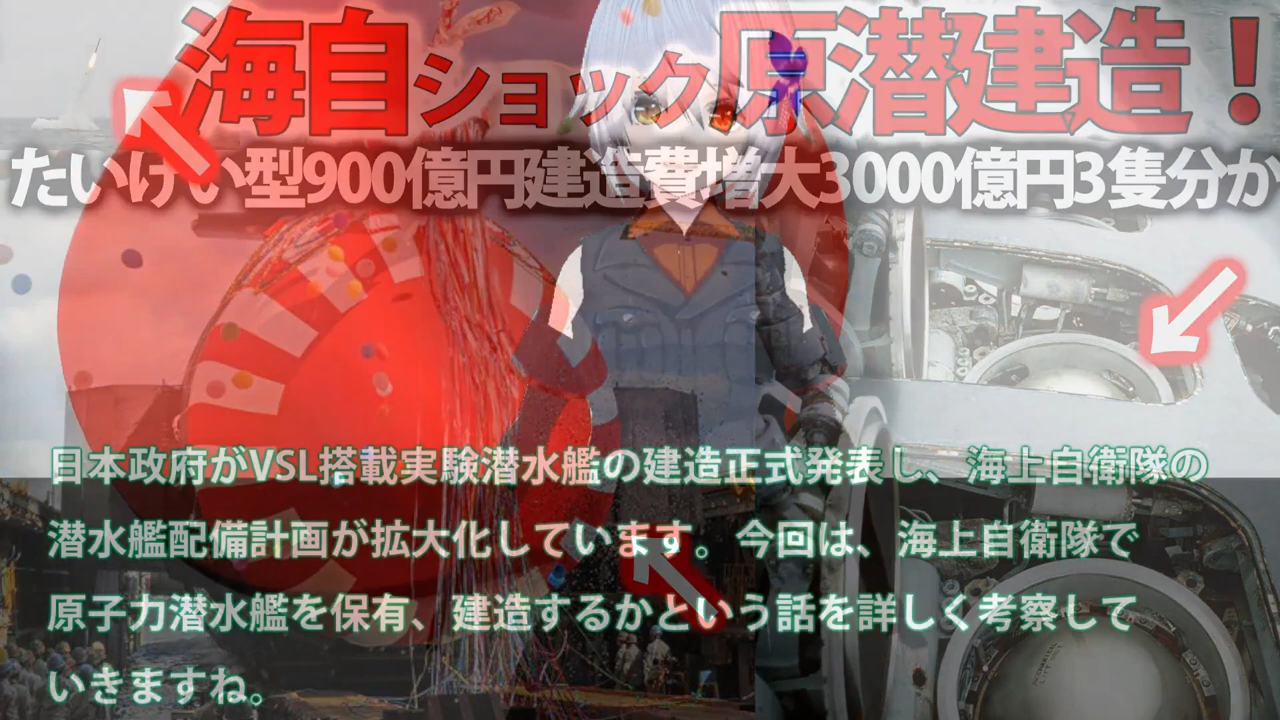 海自ショック原潜建造！
たいげい型900億円建造費増大3000億円3隻分か
日本政府がVSL搭載実験潜水艦の建造正式発表し、海上自衛隊の
潜水艦配備計画が拡大化しています。今回は、海上自衛隊で
原子力潜水艦を保有、建造するかという話を詳しく考察して
いきますね。